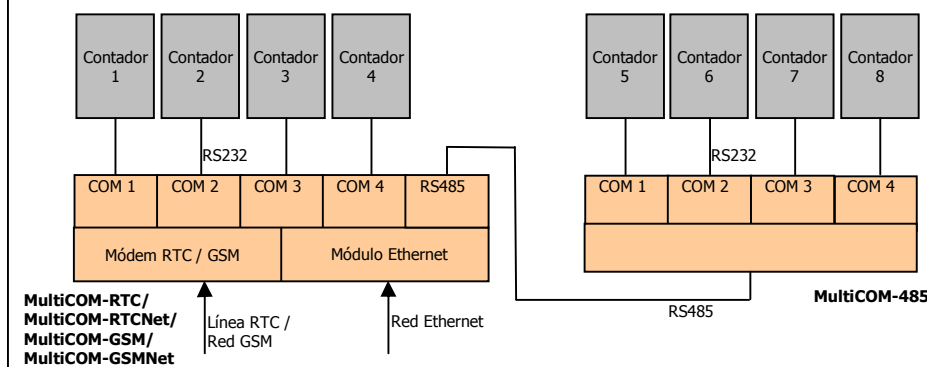 Contador
1
Contador
2
Contador
3
Contador
4
Contador
5
Contador
6
Contador
7
Contador
8
RS232
RS232
COM 1
COM 2
COM 3
COM 4
RS485
COM 1
COM 2
COM 3
COM 4
Módem RTC / GSM
Módulo Ethernet
MultiCOM-RTC/
MultiCOM-RTCNet/
MultiCOM-GSM/
MultiCOM-GSMNet
Línea RTC /
Red GSM
Red Ethernet
RS485
MultiCOM-485